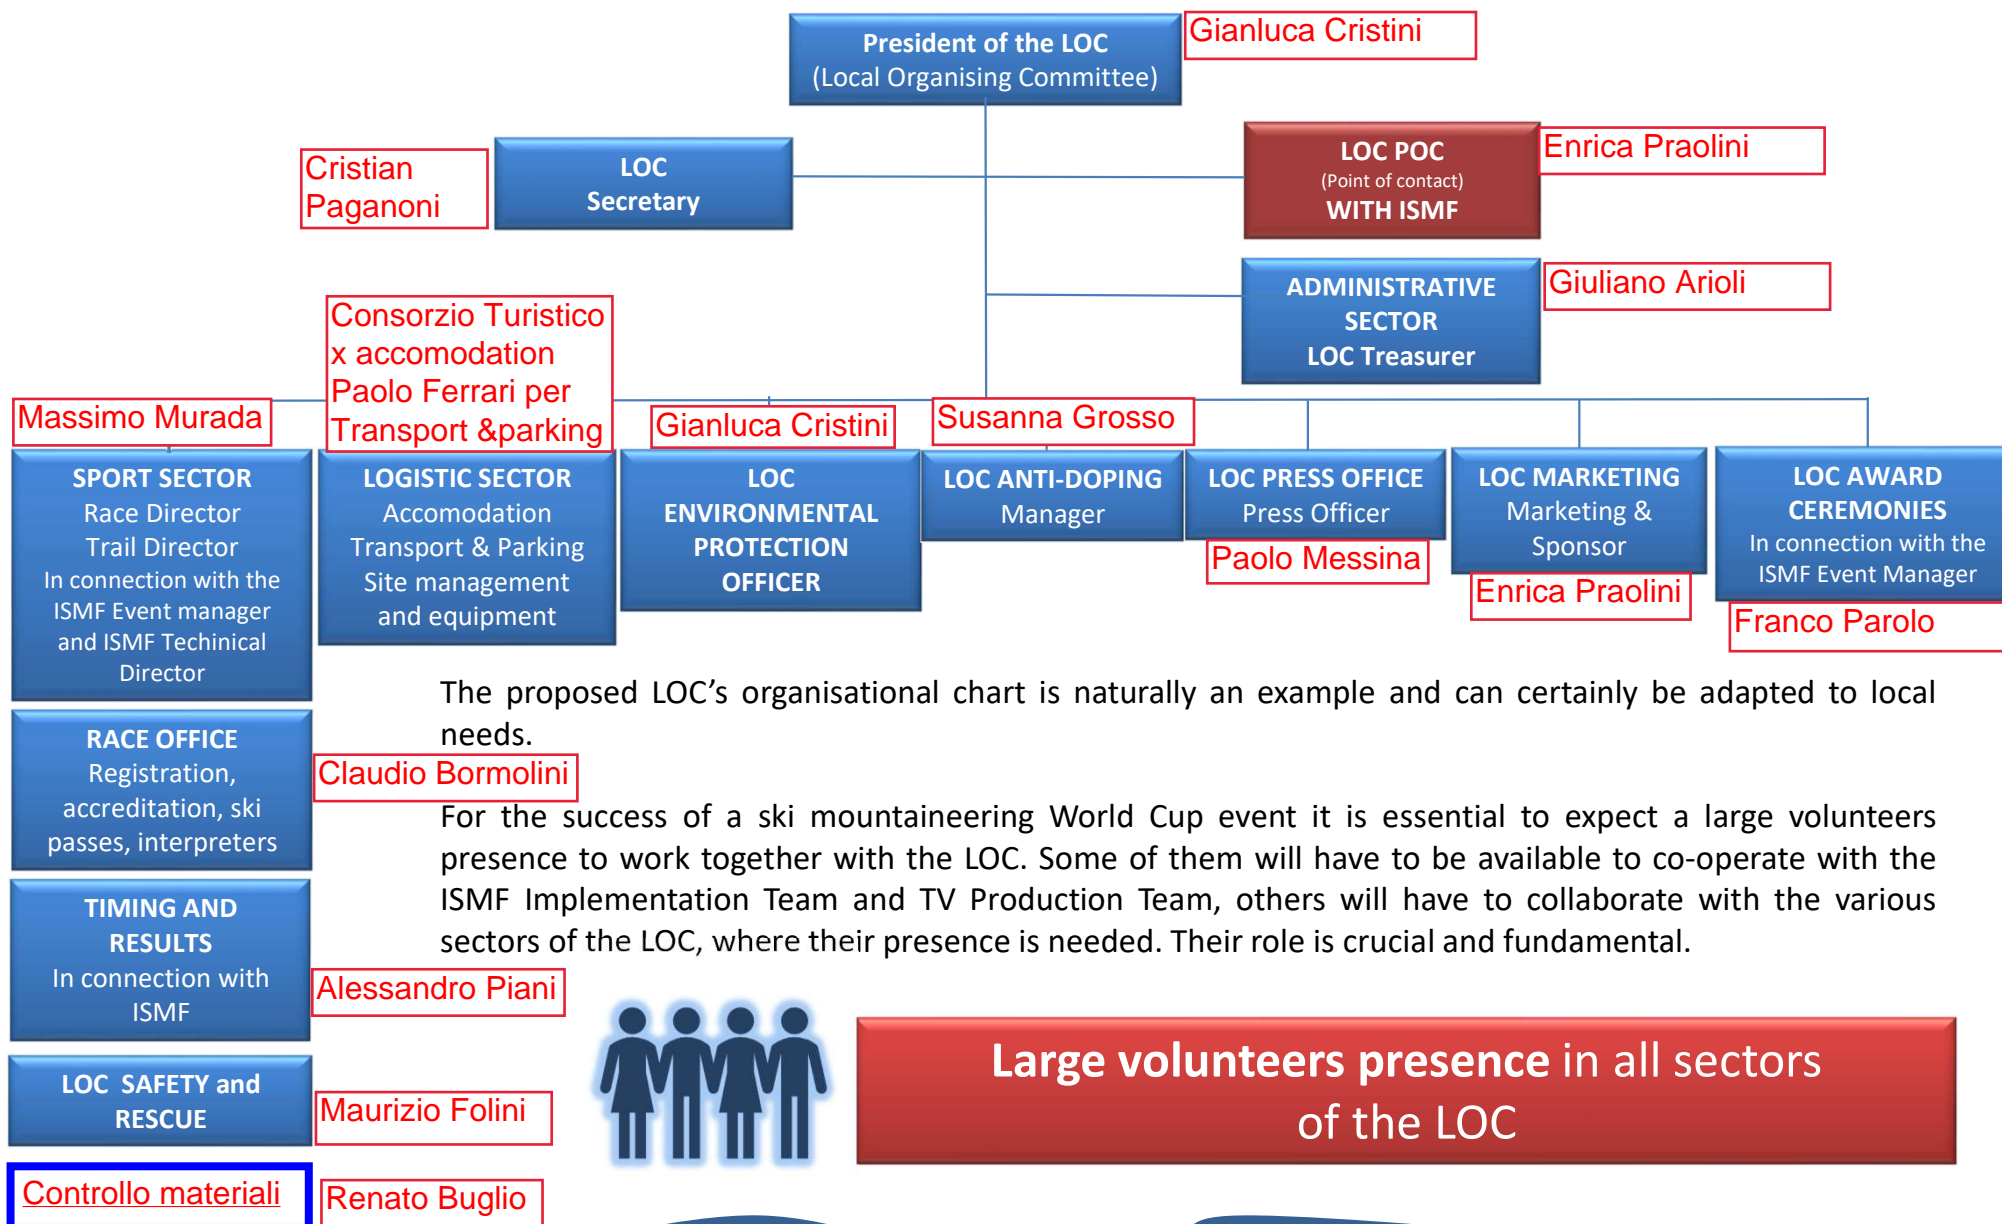 President of the LOC
(Local Organising Committee)
Gianluca Cristini
Cristian
Paganoni
LOC
Secretary
LOC POC
(Point of contact)
WITH ISMF
Enrica Praolini
ADMINISTRATIVE
SECTOR
LOC Treasurer
Giuliano Arioli
Massimo Murada
Consorzio Turistico
x accomodation
Paolo Ferrari per
Transport &parking
Gianluca Cristini
Susanna Grosso
SPORT SECTOR
Race Director
Trail Director
In connection with the
ISMF Event manager
and ISMF Techinical
Director
LOGISTIC SECTOR
Accomodation
Transport & Parking
Site management
and equipment
LOC
ENVIRONMENTAL
PROTECTION
OFFICER
LOC ANTI-DOPING
Manager
LOC PRESS OFFICE
Press Officer
Paolo Messina
LOC MARKETING
Marketing &
Sponsor
Enrica Praolini
LOC AWARD
CEREMONIES
In connection with the
ISMF Event Manager
Franco Parolo
The proposed LOC’s organisational chart is naturally an example and can certainly be adapted to local
needs.
RACE OFFICE
Registration,
accreditation, ski
passes, interpreters
Claudio Bormolini
For the success of a ski mountaineering World Cup event it is essential to expect a large volunteers
presence to work together with the LOC. Some of them will have to be available to co-operate with the
ISMF Implementation Team and TV Production Team, others will have to collaborate with the various
sectors of the LOC, where their presence is needed. Their role is crucial and fundamental.
TIMING AND
RESULTS
In connection with
ISMF
Alessandro Piani
LOC SAFETY and
RESCUE
Maurizio Folini
Large volunteers presence in all sectors
of the LOC
Controllo materiali
Renato Buglio